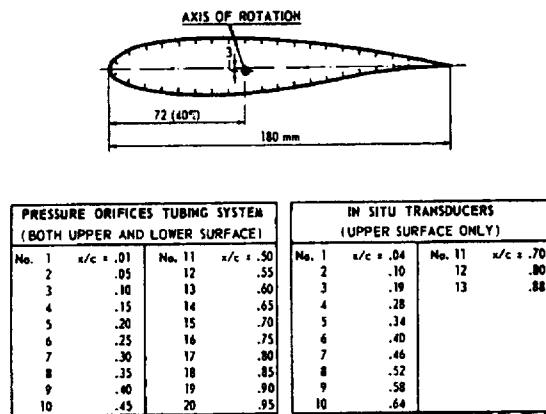 AXIS OF ROTATION
3
72 (40%)
180 mm
PRESSURE ORIFICES TUBING SYSTEM
(BOTH UPPER AND LOWER SURFACE)
No. 1 x/c = .01 No. 11 x/c = .50
2 .05 12 .55
3 .10 13 .60
4 .15 14 .65
5 .20 15 .70
6 .25 16 .75
7 .30 17 .80
8 .35 18 .85
9 .40 19 .90
10 .45 20 .95
IN SITU TRANSDUCERS
(UPPER SURFACE ONLY)
No. 1 x/c = .04 No. 11 x/c = .70
2 .10 12 .80
3 .19 13 .88
4 .28
5 .34
6 .40
7 .46
8 .52
9 .58
10 .64